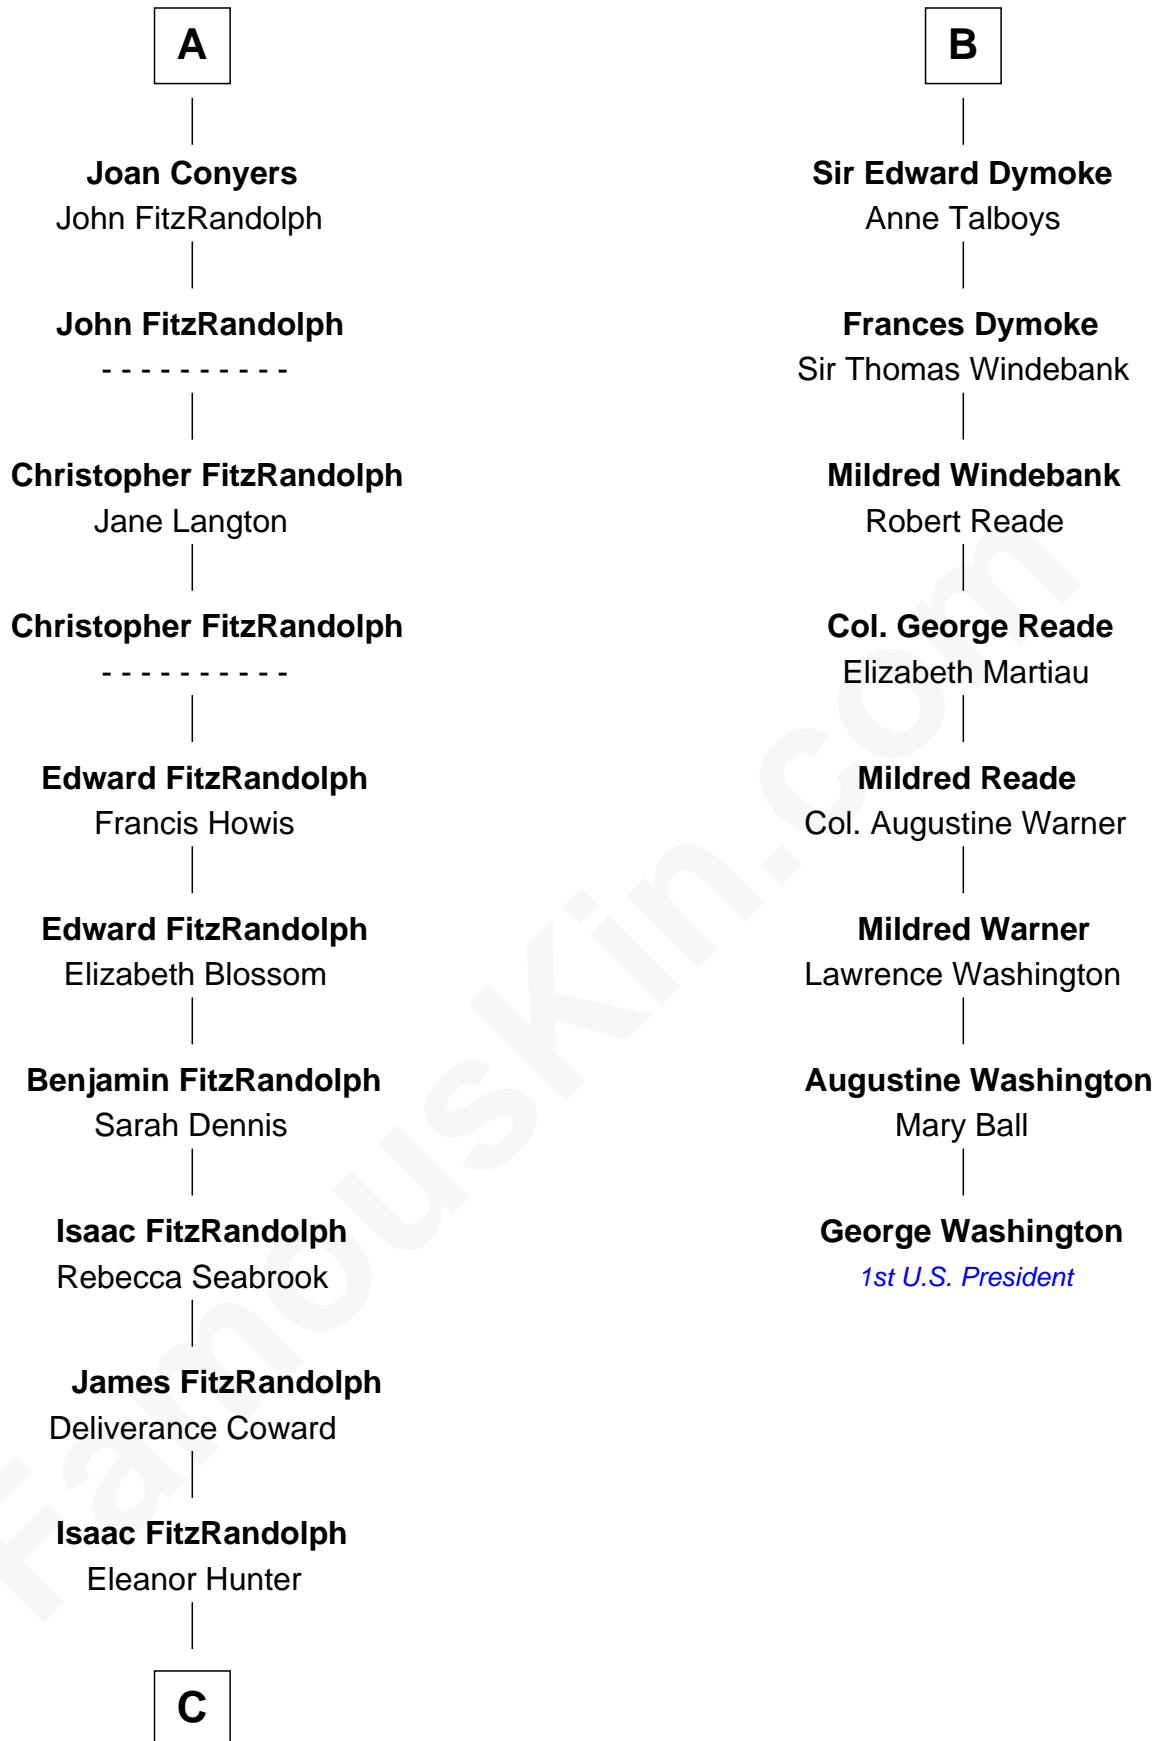 A
Joan Conyers
John FitzRandolph
John FitzRandolph
- - - - - - - - - -
Christopher FitzRandolph
Jane Langton
Christopher FitzRandolph
- - - - - - - - - -
Edward FitzRandolph
Francis Howis
Edward FitzRandolph
Elizabeth Blossom
Benjamin FitzRandolph
Sarah Dennis
Isaac FitzRandolph
Rebecca Seabrook
James FitzRandolph
Deliverance Coward
Isaac FitzRandolph
Eleanor Hunter
C
B
Sir Edward Dymoke
Anne Talboys
Frances Dymoke
Sir Thomas Windebank
Mildred Windebank
Robert Reade
Col. George Reade
Elizabeth Martiau
Mildred Reade
Col. Augustine Warner
Mildred Warner
Lawrence Washington
Augustine Washington
Mary Ball
George Washington
1st U.S. President
FamousKin.com